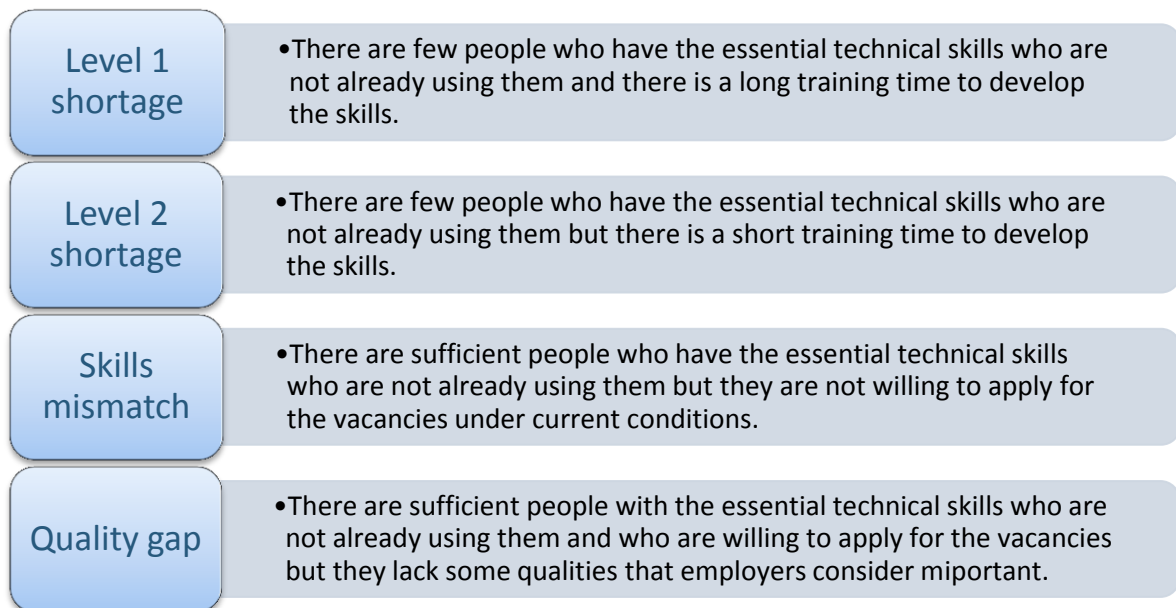 Level 1
shortage
•There are few people who have the essential technical skills who are
not already using them and there is a long training time to develop
the skills.
Level 2
shortage
•There are few people who have the essential technical skills who are
not already using them but there is a short training time to develop
the skills.
Skills
mismatch
•There are sufficient people who have the essential technical skills
who are not already using them but they are not willing to apply for
the vacancies under current conditions.
Quality gap
•There are sufficient people with the essential technical skills who are
not already using them and who are willing to apply for the vacancies
but they lack some qualities that employers consider miportant.